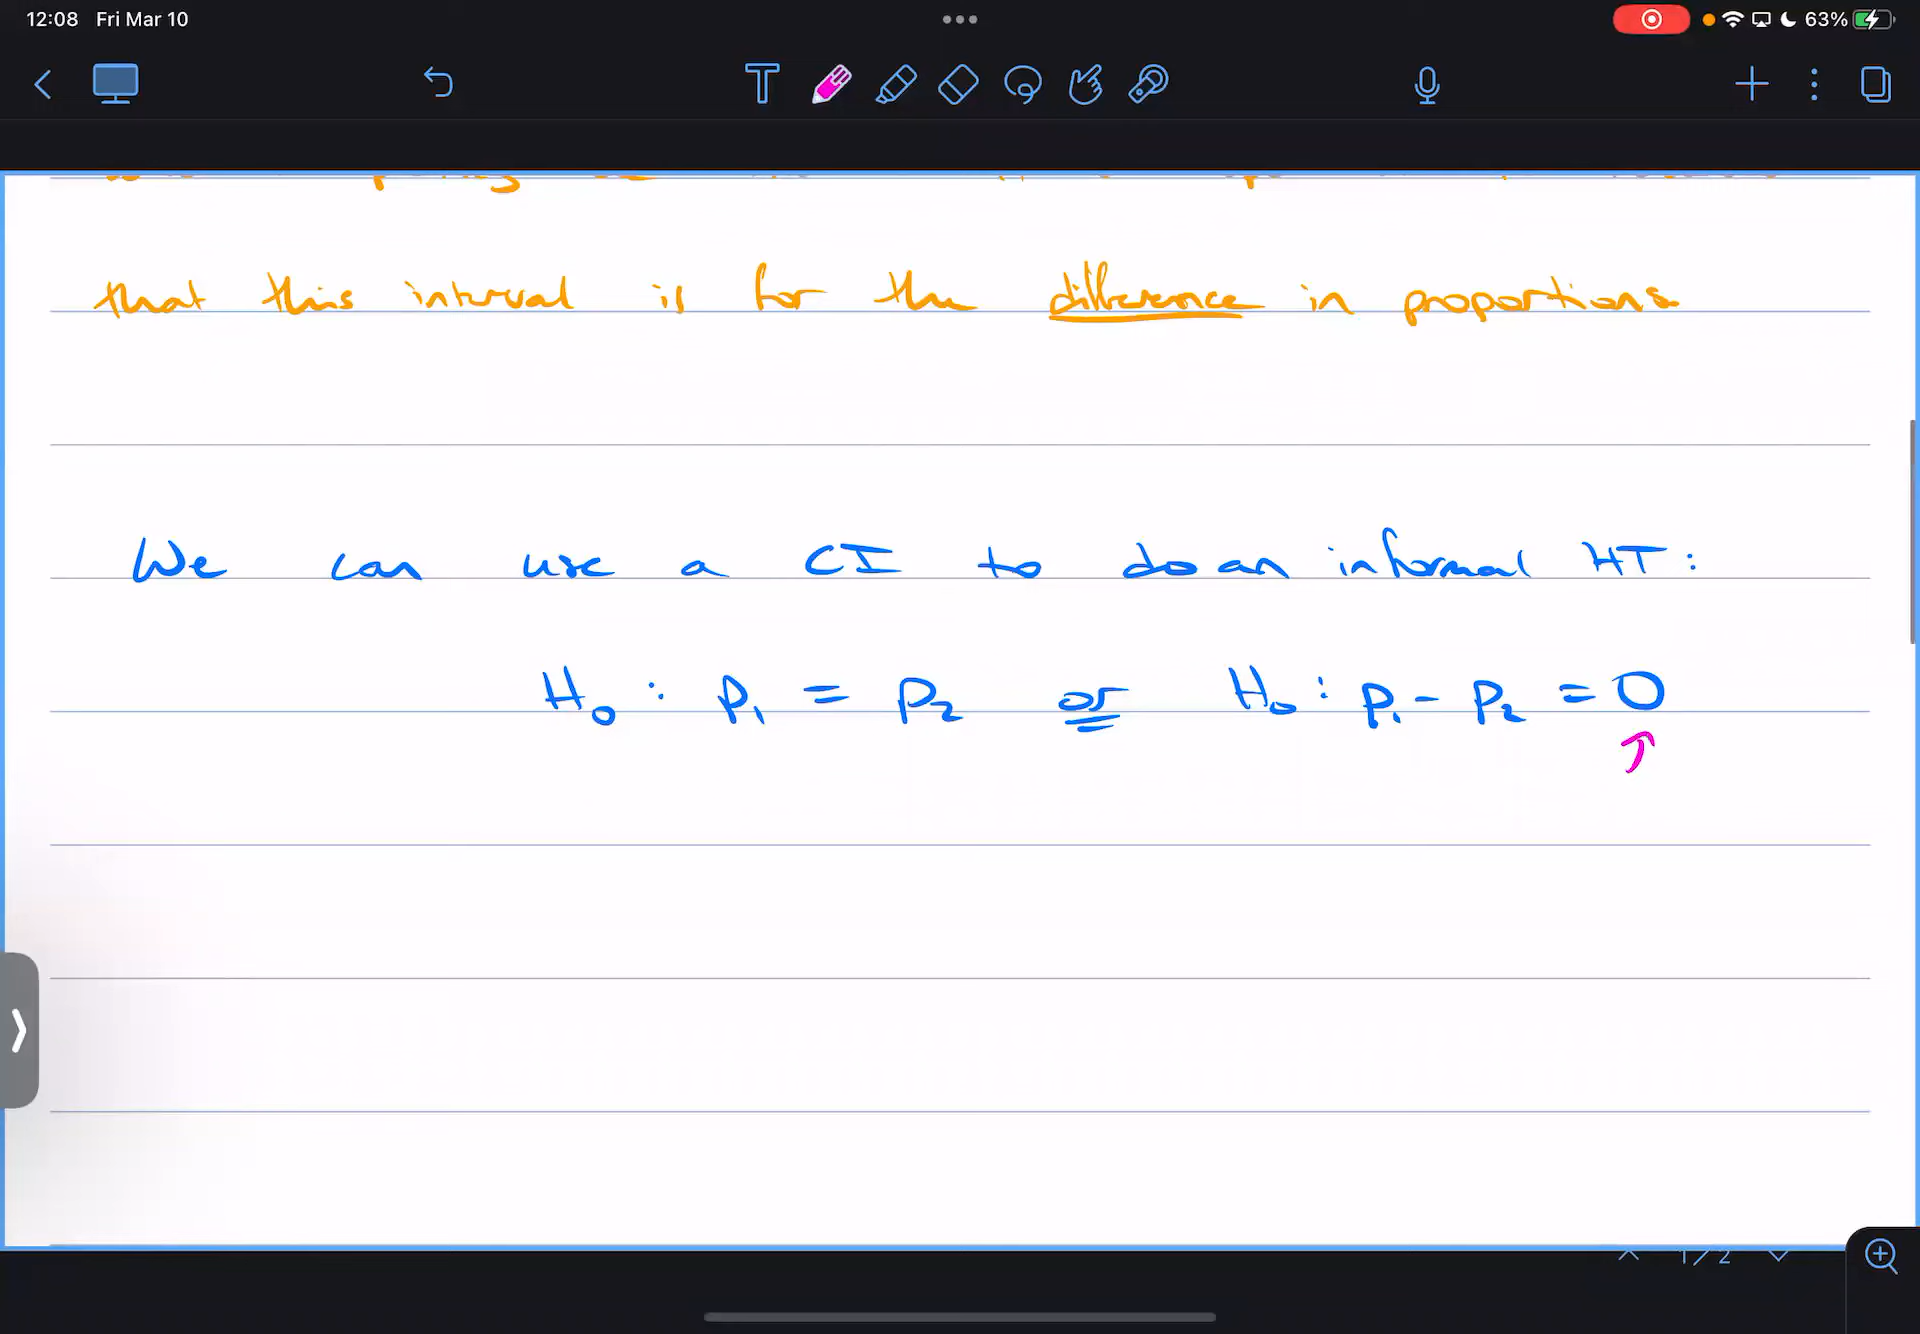 12:08 Fri Mar 10
63%
that this interval is for the difference in proportions
We can use a CI to do an informal HT:
H₀ : p₁ = p₂ or H₀ : p₁ - p₂ = 0
1/2